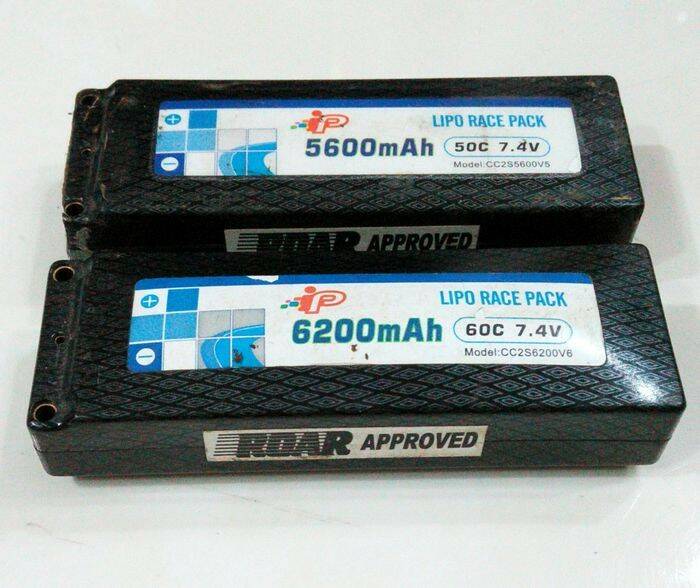 iP
LIPO RACE PACK
5600mAh
50C 7.4V
Model:CC2S5600V5
ROAR APPROVED
iP
LIPO RACE PACK
6200mAh
60C 7.4V
Model:CC2S6200V6
ROAR APPROVED